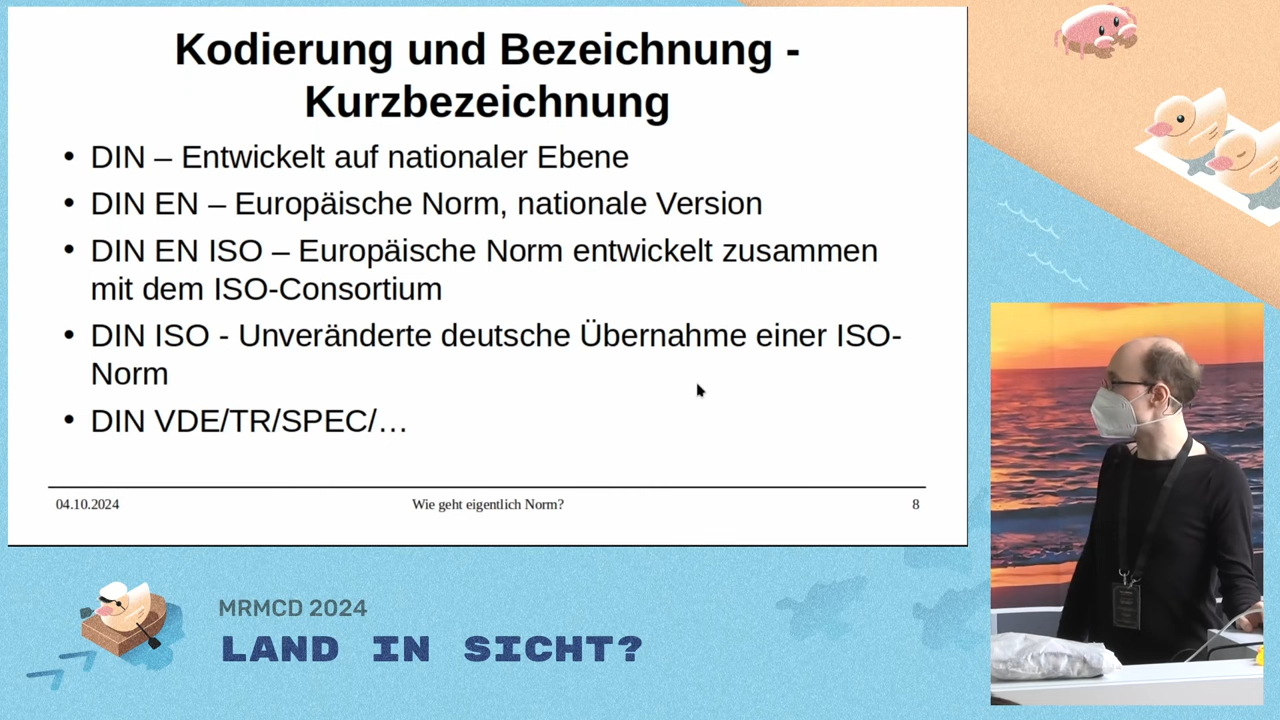 Kodierung und Bezeichnung -
Kurzbezeichnung
• DIN – Entwickelt auf nationaler Ebene
• DIN EN – Europäische Norm, nationale Version
• DIN EN ISO – Europäische Norm entwickelt zusammen
mit dem ISO-Consortium
• DIN ISO - Unveränderte deutsche Übernahme einer ISO-
Norm
• DIN VDE/TR/SPEC/…
04.10.2024
Wie geht eigentlich Norm?
8
MRMCD 2024
LAND IN SICHT?